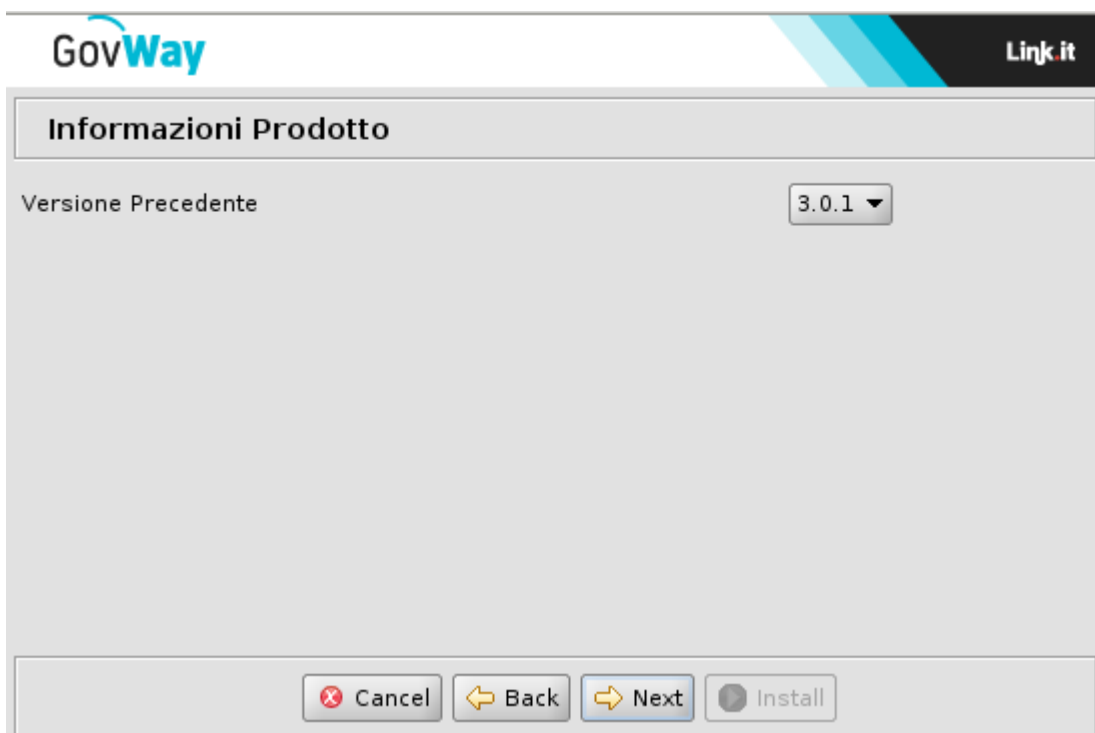 GovWay
Link.it
Informazioni Prodotto
Versione Precedente
3.0.1
Cancel
Back
Next
Install